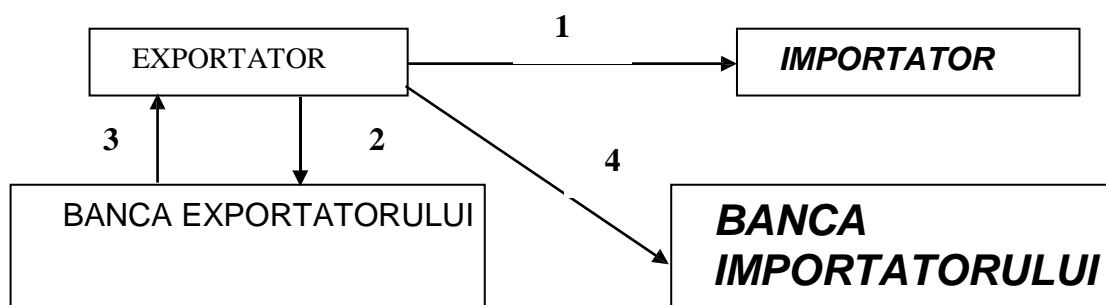 1
EXPORTATOR
IMPORTATOR
3
2
4
BANCA EXPORTATORULUI
BANCA
IMPORTATORULUI